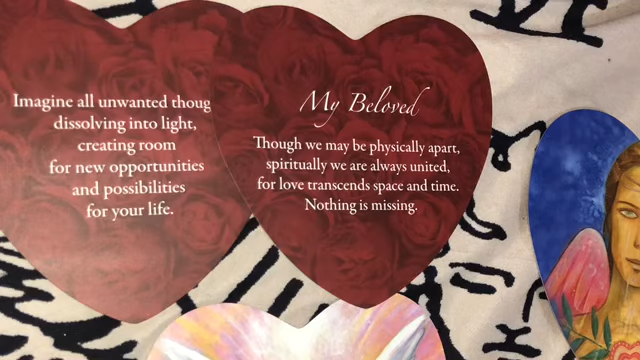 Imagine all unwanted thoug
dissolving into light,
creating room
for new opportunities
and possibilities
for your life.
My Beloved
Though we may be physically apart,
spiritually we are always united,
for love transcends space and time.
Nothing is missing.